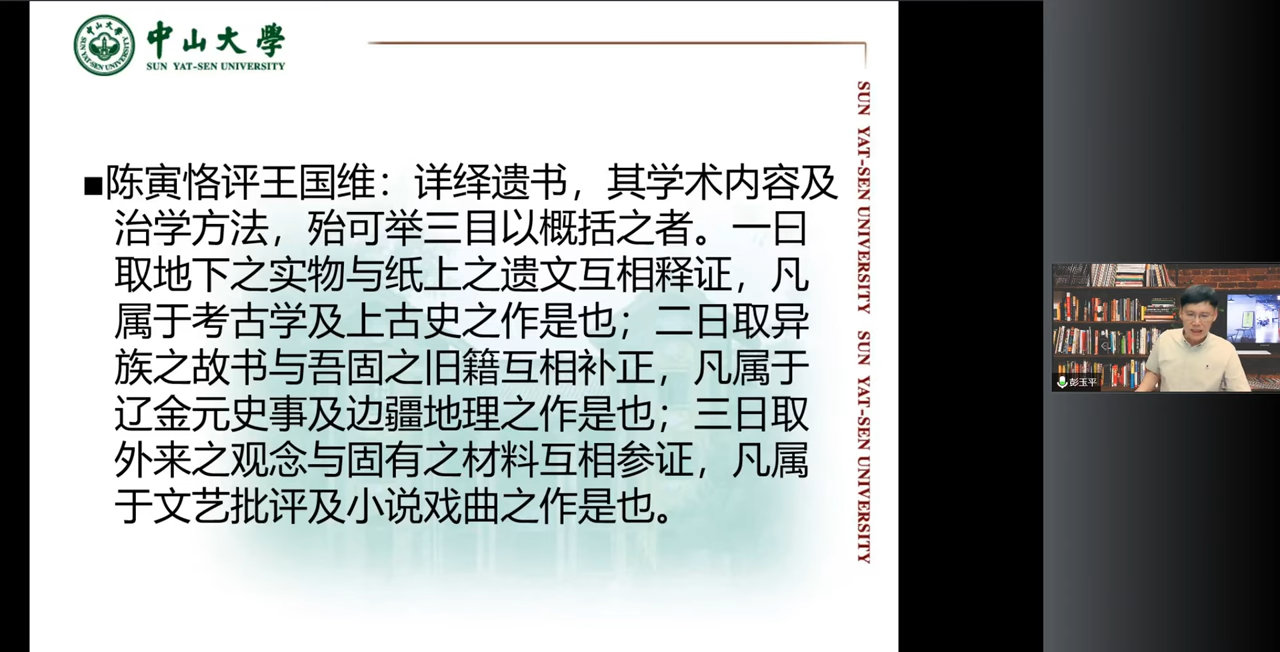 中山大學
SUN YAT-SEN UNIVERSITY
SUN YAT-SEN UNIVERSITY
■陈寅恪评王国维：详绎遗书，其学术内容及
治学方法，殆可举三目以概括之者。一曰
取地下之实物与纸上之遗文互相释证，凡
属于考古学及上古史之作是也；二日取异
族之故书与吾固之旧籍互相补正，凡属于
辽金元史事及边疆地理之作是也；三日取
外来之观念与固有之材料互相参证，凡属
于文艺批评及小说戏曲之作是也。
SUN YAT-SEN UNIVERSITY SUN YAT-SEN UNIVERSITY
彭玉平